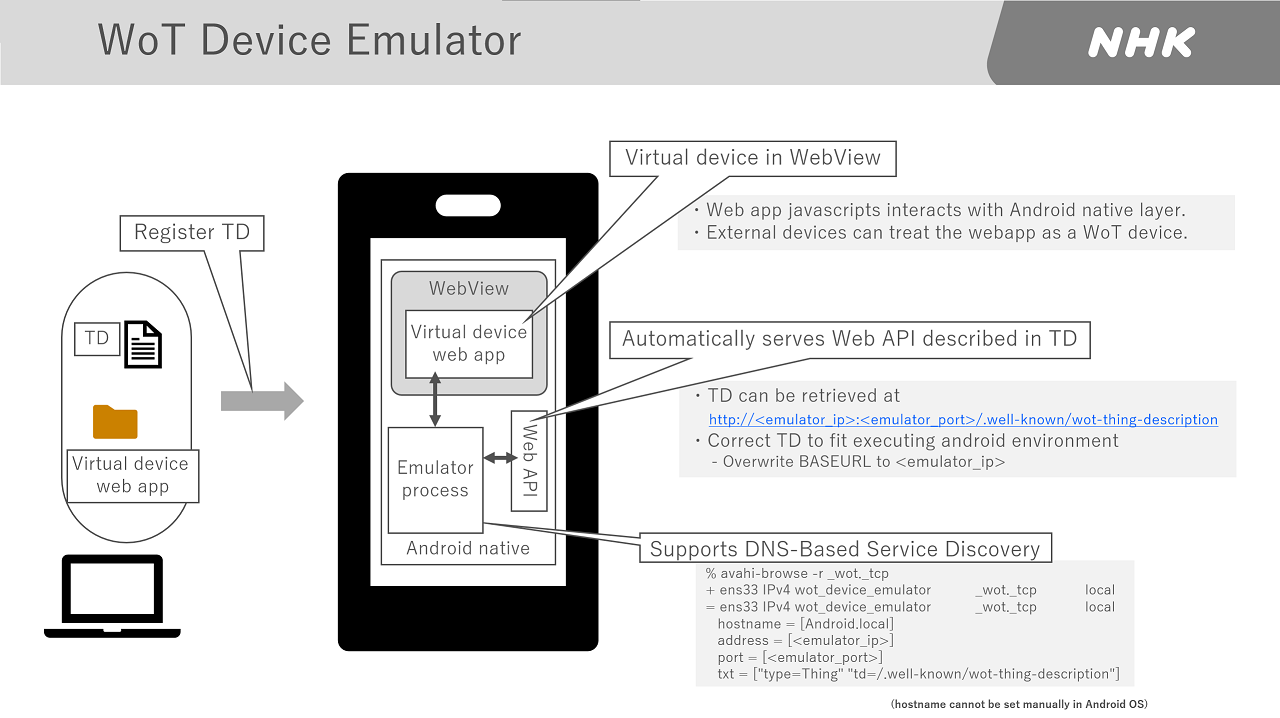 WoT Device Emulator
NHK
Register TD
TD
Virtual device
web app
WebView
Virtual device
web app
Emulator
process
Web API
Android native
Virtual device in WebView
・Web app javascripts interacts with Android native layer.
・External devices can treat the webapp as a WoT device.
Automatically serves Web API described in TD
・TD can be retrieved at
http://<emulator_ip>:<emulator_port>/.well-known/wot-thing-description
・Correct TD to fit executing android environment
- Overwrite BASEURL to <emulator_ip>
Supports DNS-Based Service Discovery
% avahi-browse -r _wot._tcp
+ ens33 IPv4 wot_device_emulator _wot._tcp local
= ens33 IPv4 wot_device_emulator _wot._tcp local
hostname = [Android.local]
address = [<emulator_ip>]
port = [<emulator_port>]
txt = ["type=Thing" "td=/.well-known/wot-thing-description"]
(hostname cannot be set manually in Android OS)